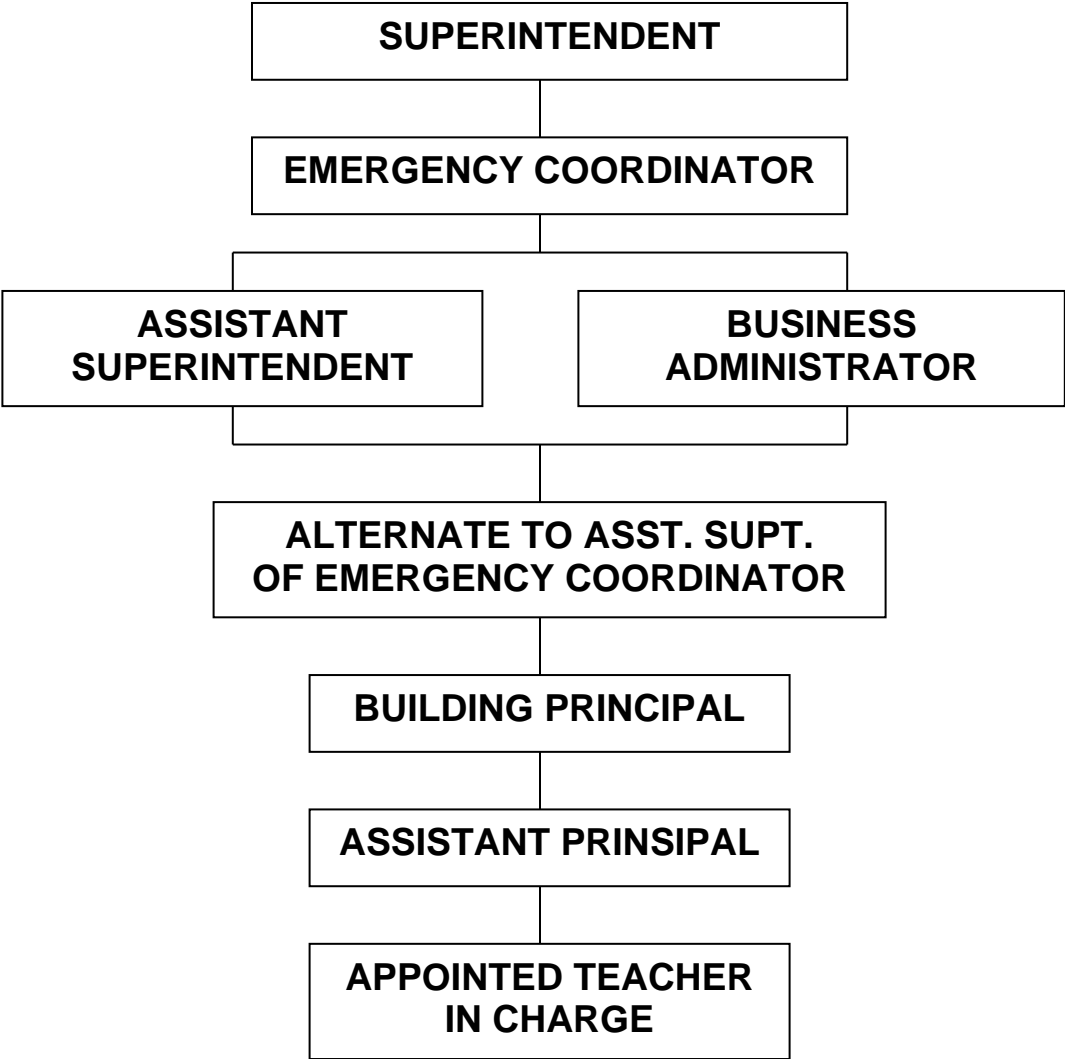 SUPERINTENDENT
EMERGENCY COORDINATOR
ASSISTANT
SUPERINTENDENT
BUSINESS
ADMINISTRATOR
ALTERNATE TO ASST. SUPT.
OF EMERGENCY COORDINATOR
BUILDING PRINCIPAL
ASSISTANT PRINSIPAL
APPOINTED TEACHER
IN CHARGE